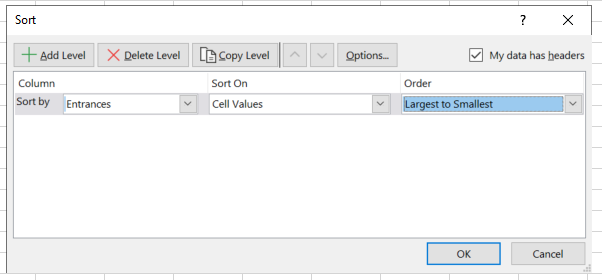 Sort
? ×
Add Level Delete Level Copy Level Options... My data has headers
Column Sort On Order
Sort by Entrances Cell Values Largest to Smallest
OK Cancel